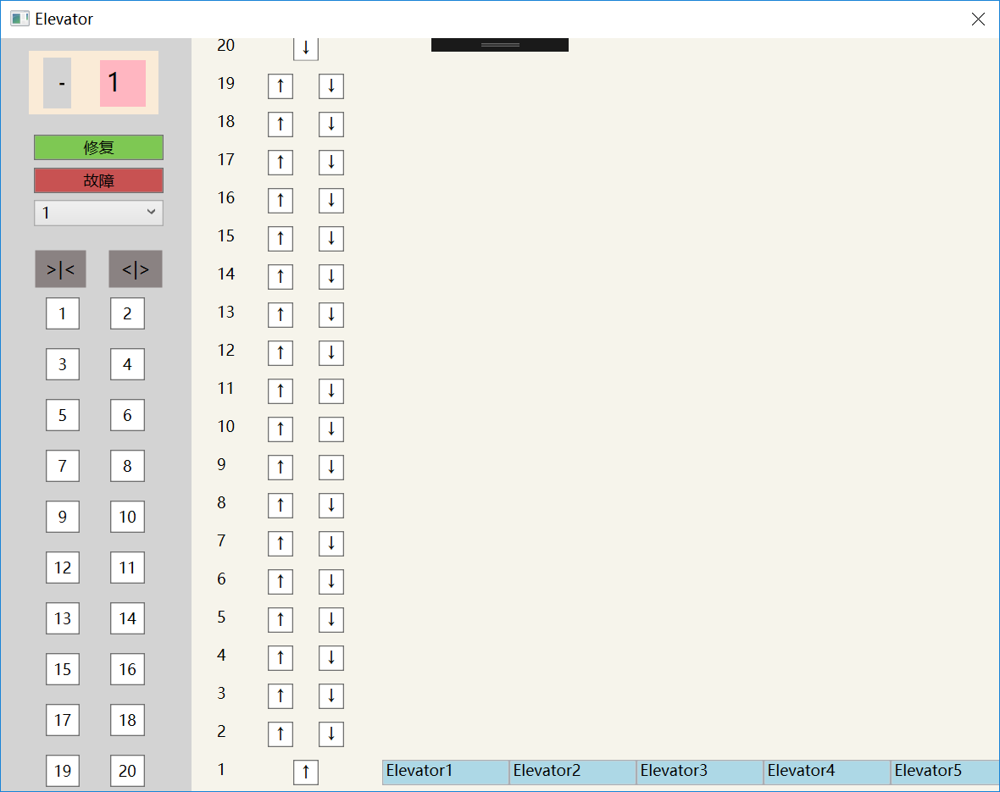 Elevator
- 1
修复
故障
1
>|< <|>
1 2
3 4
5 6
7 8
9 10
12 11
13 14
15 16
17 18
19 20
20 ↓
19 ↑ ↓
18 ↑ ↓
17 ↑ ↓
16 ↑ ↓
15 ↑ ↓
14 ↑ ↓
13 ↑ ↓
12 ↑ ↓
11 ↑ ↓
10 ↑ ↓
9 ↑ ↓
8 ↑ ↓
7 ↑ ↓
6 ↑ ↓
5 ↑ ↓
4 ↑ ↓
3 ↑ ↓
2 ↑ ↓
1 ↑ Elevator1 Elevator2 Elevator3 Elevator4 Elevator5